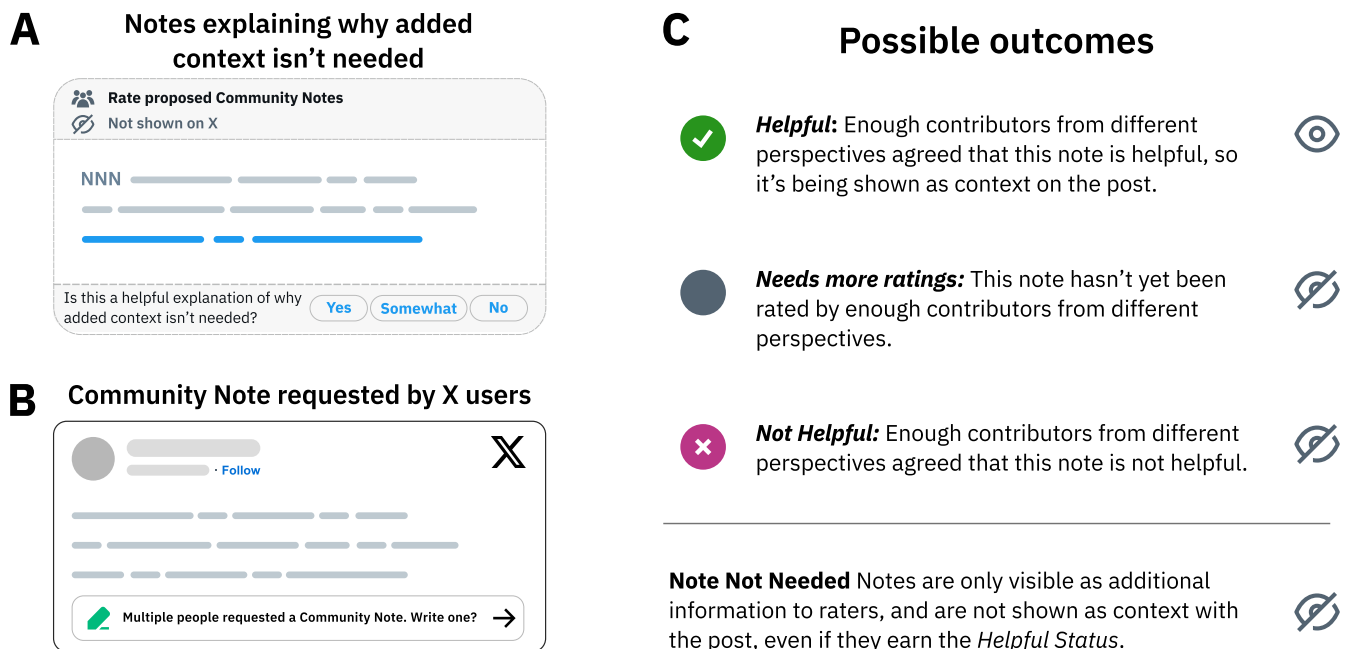 A
Notes explaining why added
context isn’t needed
Rate proposed Community Notes
Not shown on X
NNN
Is this a helpful explanation of why
added context isn’t needed?
Yes
Somewhat
No
B
Community Note requested by X users
· Follow
Multiple people requested a Community Note. Write one?
C
Possible outcomes
Helpful: Enough contributors from different
perspectives agreed that this note is helpful, so
it’s being shown as context on the post.
Needs more ratings: This note hasn’t yet been
rated by enough contributors from different
perspectives.
Not Helpful: Enough contributors from different
perspectives agreed that this note is not helpful.
Note Not Needed Notes are only visible as additional
information to raters, and are not shown as context with
the post, even if they earn the Helpful Status.